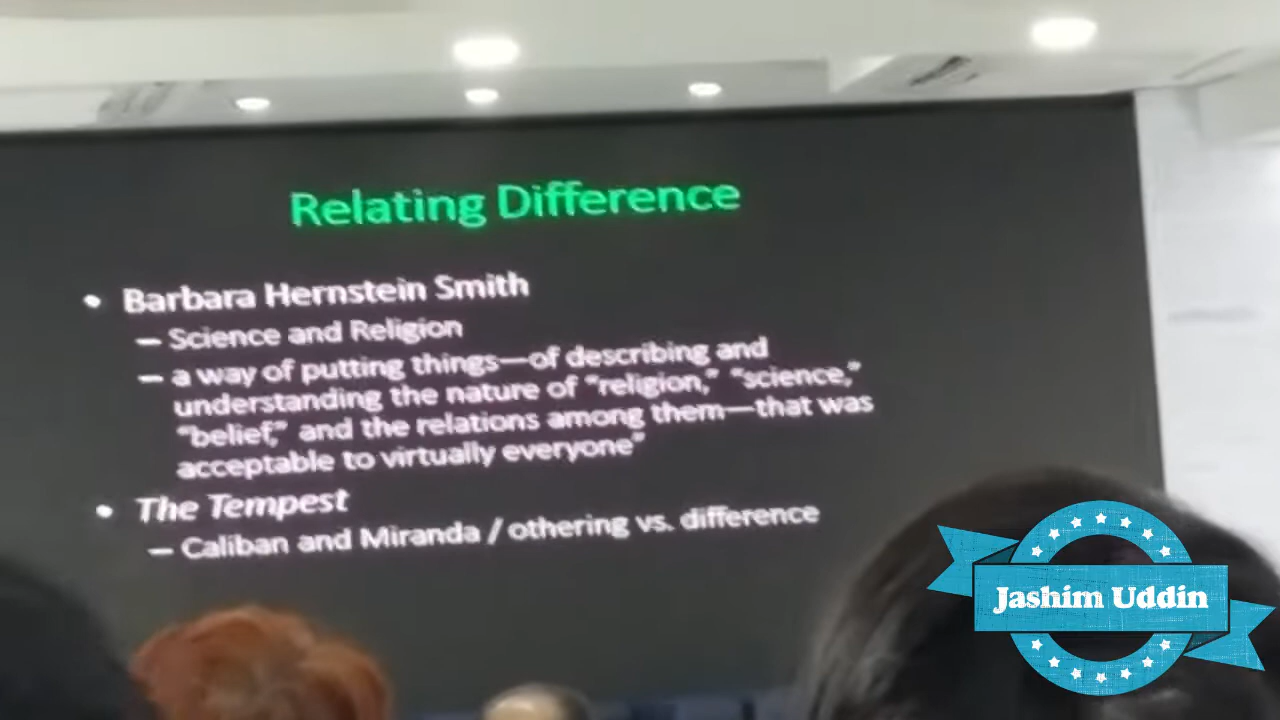 Relating Difference
• Barbara Hernstein Smith
– Science and Religion
– a way of putting things—of describing and
understanding the nature of “religion,” “science,”
“belief,” and the relations among them—that was
acceptable to virtually everyone”
• The Tempest
– Caliban and Miranda / othering vs. difference
Jashim Uddin